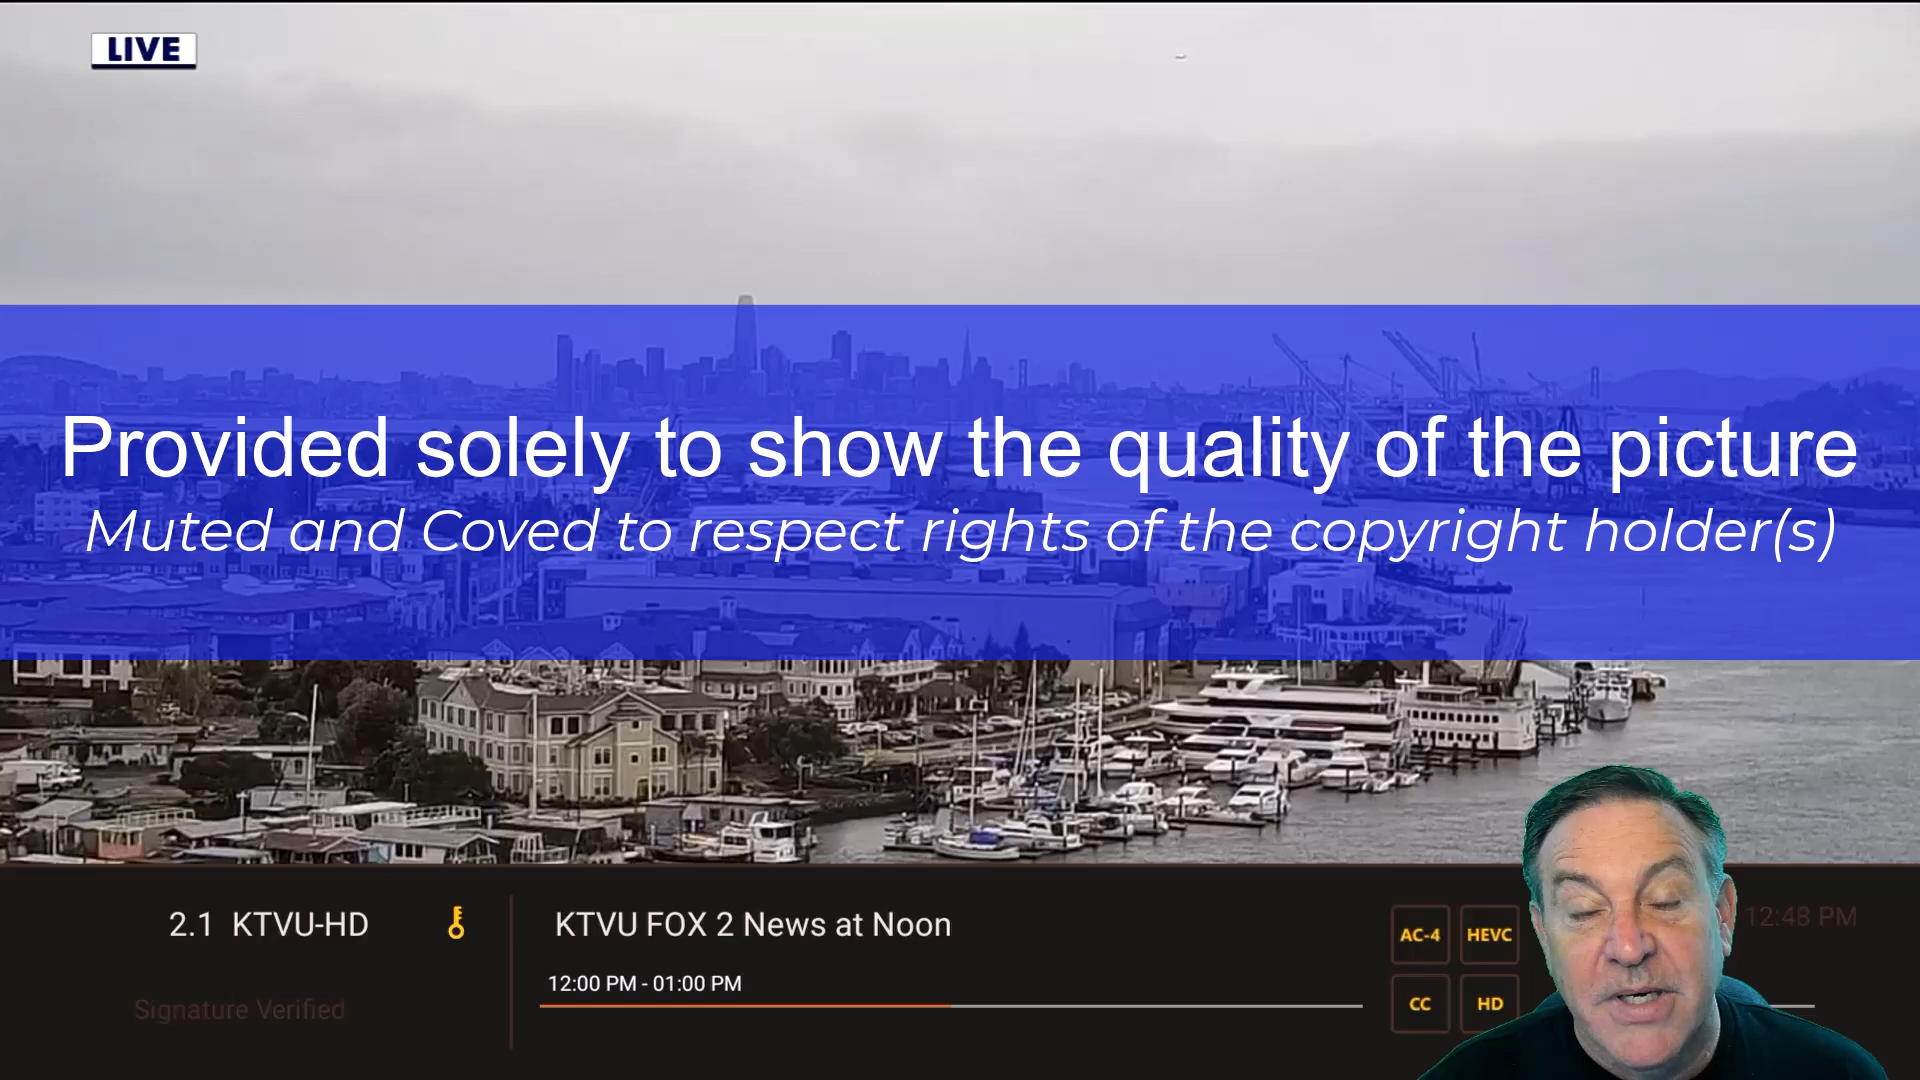 LIVE
Provided solely to show the quality of the picture
Muted and Coved to respect rights of the copyright holder(s)
2.1 KTVU-HD
KTVU FOX 2 News at Noon
12:00 PM - 01:00 PM
Signature Verified
AC-4 HEVC
CC HD
12:48 PM